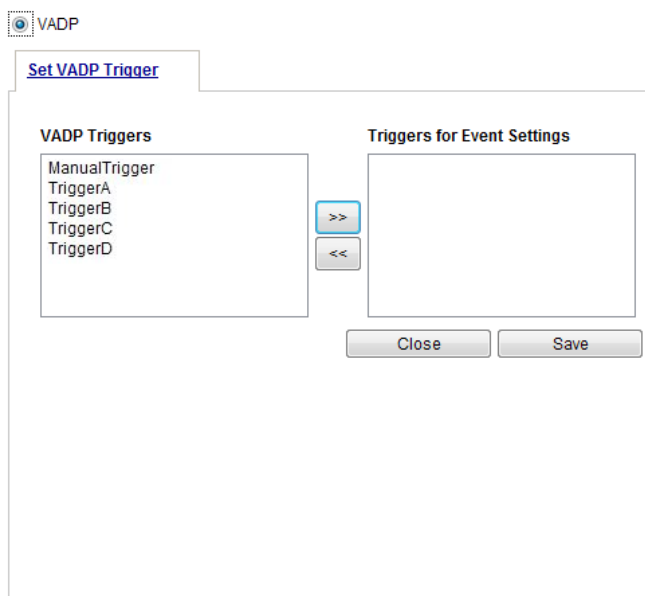 VADP
Set VADP Trigger
VADP Triggers
Triggers for Event Settings
ManualTrigger
TriggerA
TriggerB
TriggerC
TriggerD
>>
<<
Close
Save